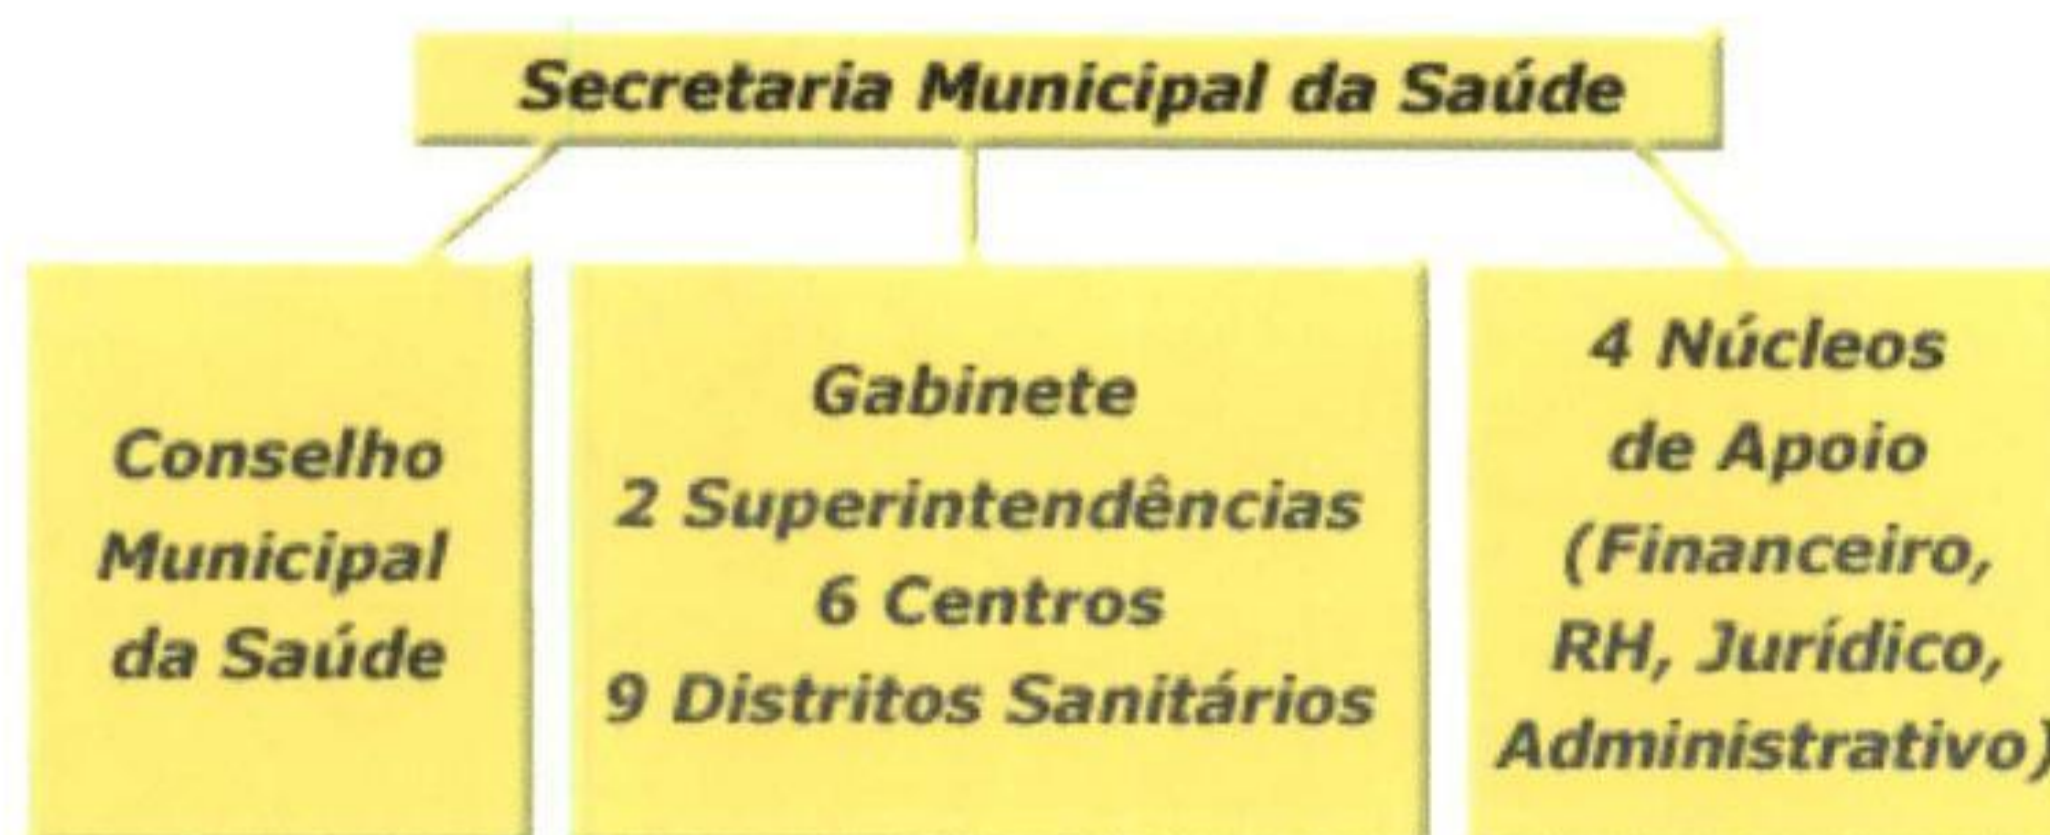 Secretaria Municipal da Saúde
Conselho
Municipal
da Saúde
Gabinete
2 Superintendências
6 Centros
9 Distritos Sanitários
4 Núcleos
de Apoio
(Financeiro,
RH, Jurídico,
Administrativo)